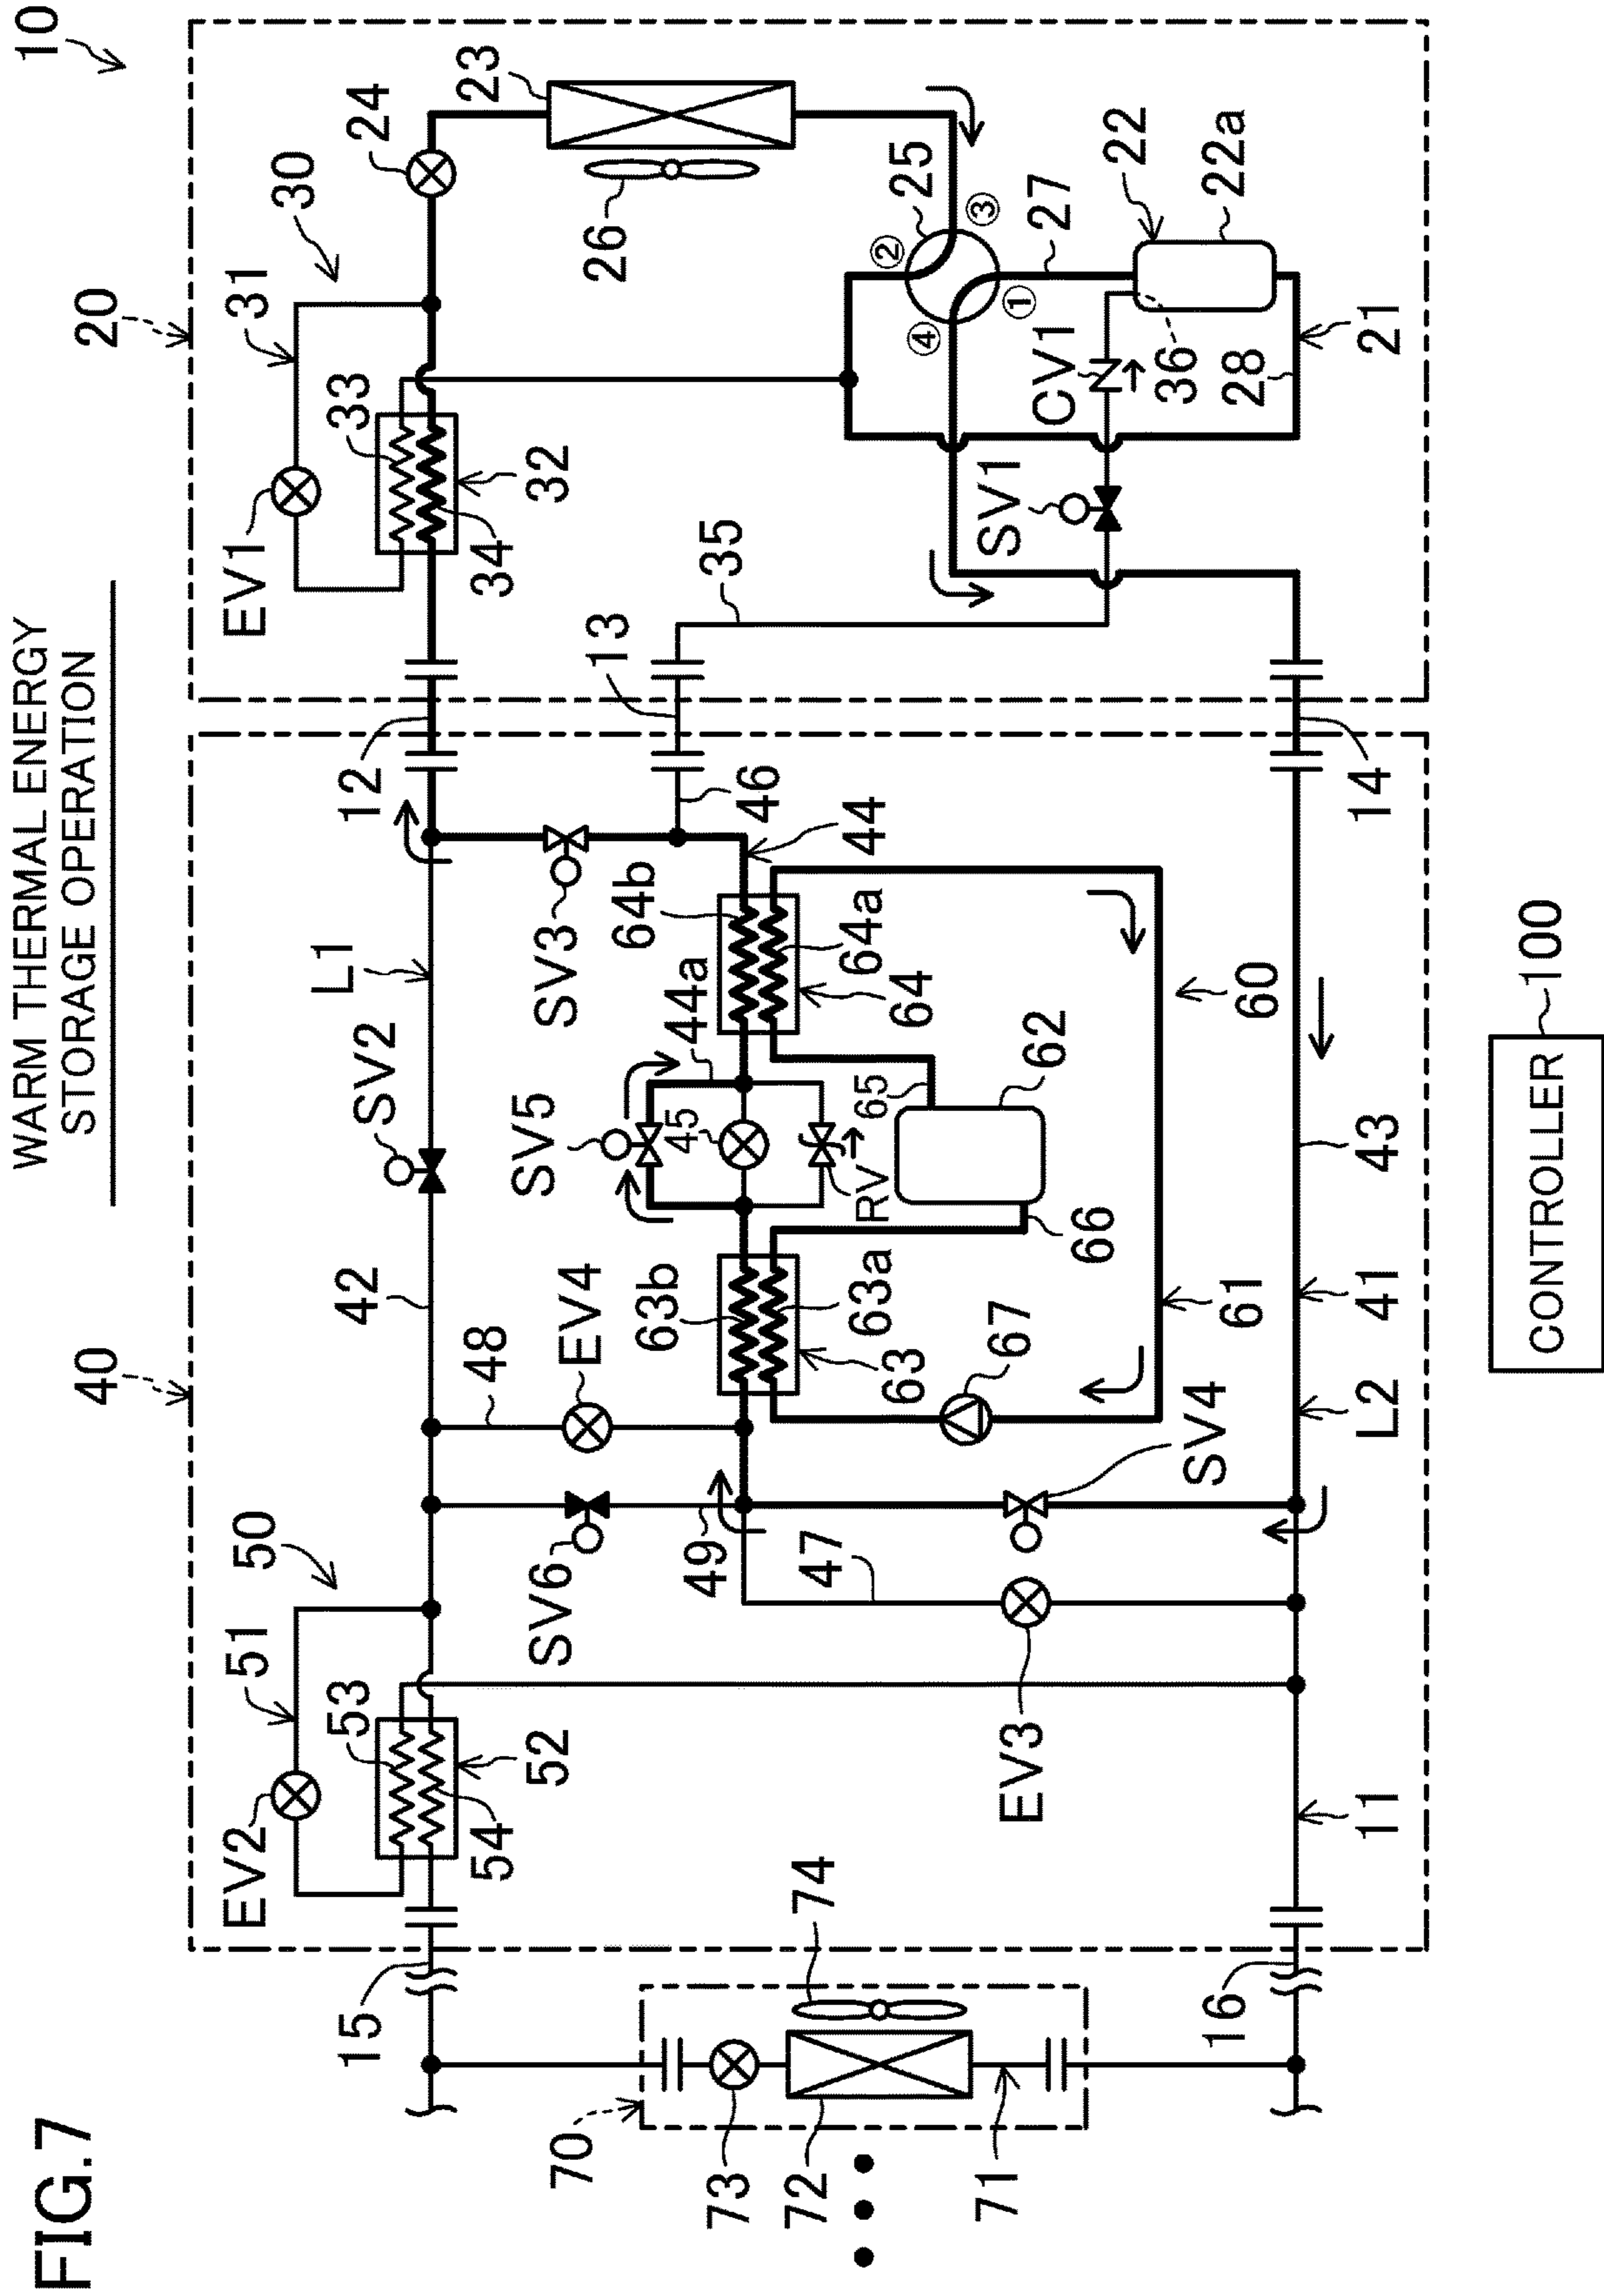 FIG.7
WARM THERMAL ENERGY
STORAGE OPERATION
10
20
40
30
31
24
23
EV1
33
34
32
26
25
②
③
①
④
27
22
22a
CV1
36
28
21
SV1
35
13
12
14
46
44
L1
SV2
SV3
64b
64a
64
44a
SV5
45
RV
65
62
60
42
48
EV4
63b
63a
63
66
67
61
43
41
L2
SV4
50
51
SV6
49
47
EV2
53
54
52
EV3
11
15
16
74
70
73
72
71
CONTROLLER
100